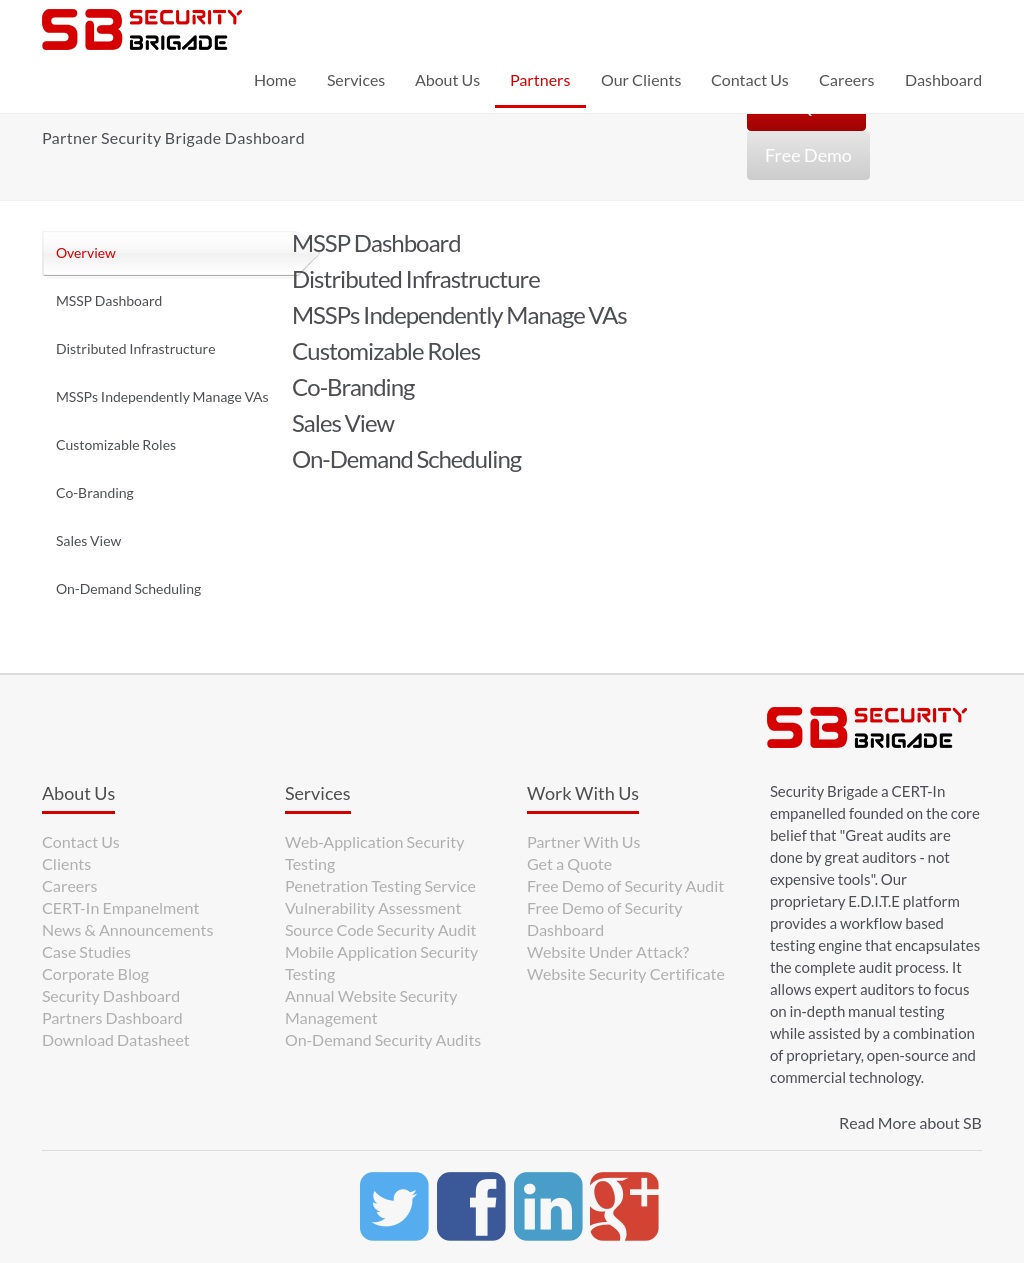 SB SECURITY
BRIGADE
Home Services About Us Partners Our Clients Contact Us Careers Dashboard
Partner Security Brigade Dashboard
Free Demo
Overview
MSSP Dashboard
Distributed Infrastructure
MSSPs Independently Manage VAs
Customizable Roles
Co-Branding
Sales View
On-Demand Scheduling
MSSP Dashboard
Distributed Infrastructure
MSSPs Independently Manage VAs
Customizable Roles
Co-Branding
Sales View
On-Demand Scheduling
SB SECURITY
BRIGADE
About Us
Contact Us
Clients
Careers
CERT-In Empanelment
News & Announcements
Case Studies
Corporate Blog
Security Dashboard
Partners Dashboard
Download Datasheet
Services
Web-Application Security
Testing
Penetration Testing Service
Vulnerability Assessment
Source Code Security Audit
Mobile Application Security
Testing
Annual Website Security
Management
On-Demand Security Audits
Work With Us
Partner With Us
Get a Quote
Free Demo of Security Audit
Free Demo of Security
Dashboard
Website Under Attack?
Website Security Certificate
Security Brigade a CERT-In
empanelled founded on the core
belief that "Great audits are
done by great auditors - not
expensive tools". Our
proprietary E.D.I.T.E platform
provides a workflow based
testing engine that encapsulates
the complete audit process. It
allows expert auditors to focus
on in-depth manual testing
while assisted by a combination
of proprietary, open-source and
commercial technology.
Read More about SB
f in g+